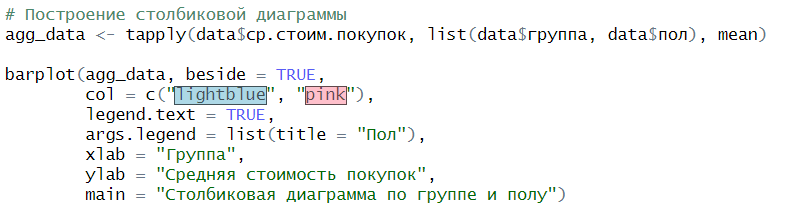 # Построение столбиковой диаграммы
agg_data <- tapply(data$ср.стоим.покупок, list(data$группа, data$пол), mean)
barplot(agg_data, beside = TRUE,
col = c("lightblue", "pink"),
legend.text = TRUE,
args.legend = list(title = "Пол"),
xlab = "Группа",
ylab = "Средняя стоимость покупок",
main = "Столбиковая диаграмма по группе и полу")